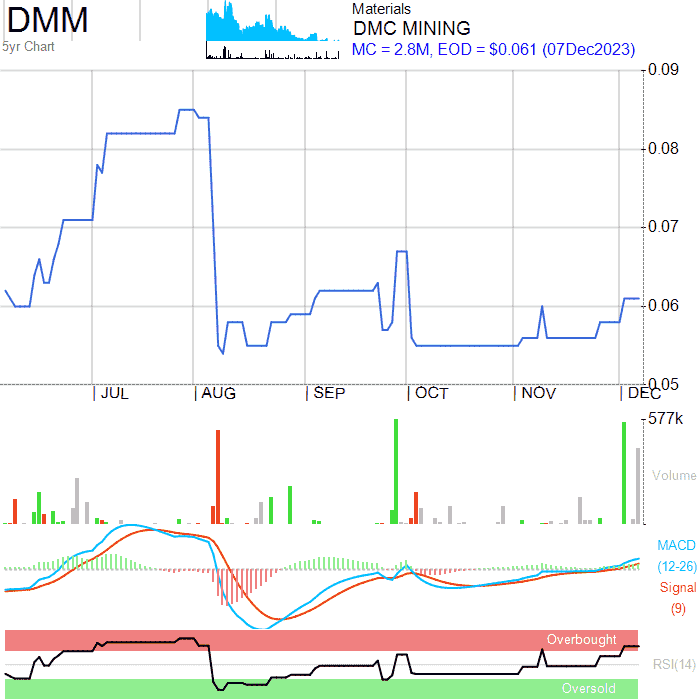 DMM
5yr Chart
Materials
DMC MINING
MC = 2.8M, EOD = $0.061 (07Dec2023)
0.09
0.08
0.07
0.06
0.05
JUL AUG SEP OCT NOV DEC
577k
Volume
MACD
(12-26)
Signal
(9)
Overbought
RSI(14)
Oversold